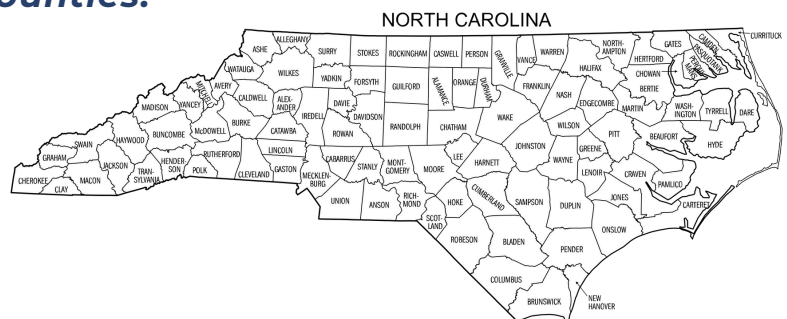 ounties.
NORTH CAROLINA
CURRITUCK
ALLEGHANY
ASHE
SURRY
STOKES
ROCKINGHAM
CASWELL
PERSON
GRANVILLE
VANCE
WARREN
NORTH-
AMPTON
GATES
CAMDEN
PASQUOTANK
PERQUIMANS
HERTFORD
HALIFAX
WATAUGA
WILKES
YADKIN
FORSYTH
GUILFORD
ALAMANCE
ORANGE
DURHAM
FRANKLIN
NASH
EDGECOMBE
BERTIE
CHOWAN
MITCHELL
AVERY
CALDWELL
ALEX-
ANDER
IREDELL
DAVIE
DAVIDSON
RANDOLPH
CHATHAM
WAKE
WILSON
MARTIN
WASH-
INGTON
TYRRELL
DARE
MADISON
YANCEY
BURKE
CATAWBA
ROWAN
JOHNSTON
GREENE
PITT
BEAUFORT
HYDE
SWAIN
HAYWOOD
BUNCOMBE
McDOWELL
LINCOLN
CABARRUS
STANLY
MONT-
GOMERY
MOORE
LEE
HARNETT
WAYNE
LENOIR
CRAVEN
PAMLICO
GRAHAM
JACKSON
HENDER-
SON
RUTHERFORD
POLK
CLEVELAND
GASTON
MECKLEN-
BURG
CHEROKEE
CLAY
MACON
TRAN-
SYLVANIA
UNION
ANSON
RICH-
MOND
SCOT-
LAND
HOKE
CUMBERLAND
SAMPSON
DUPLIN
JONES
CARTERET
ONSLOW
ROBESON
BLADEN
PENDER
COLUMBUS
BRUNSWICK
NEW
HANOVER